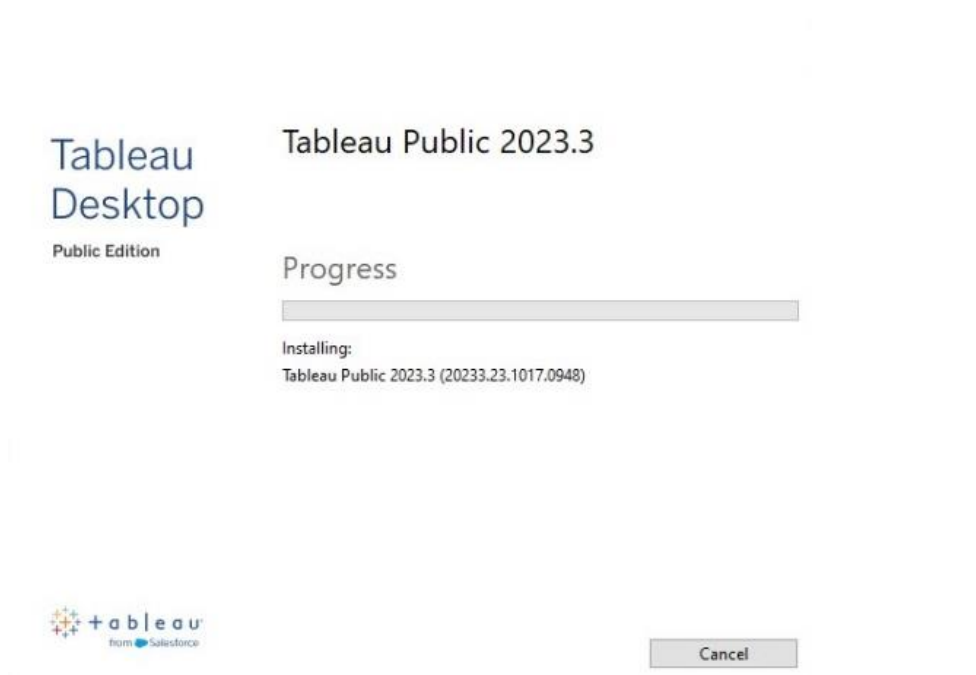 Tableau
Desktop
Public Edition
Tableau Public 2023.3
Progress
Installing:
Tableau Public 2023.3 (20233.23.1017.0948)
+ableau
from Salesforce
Cancel